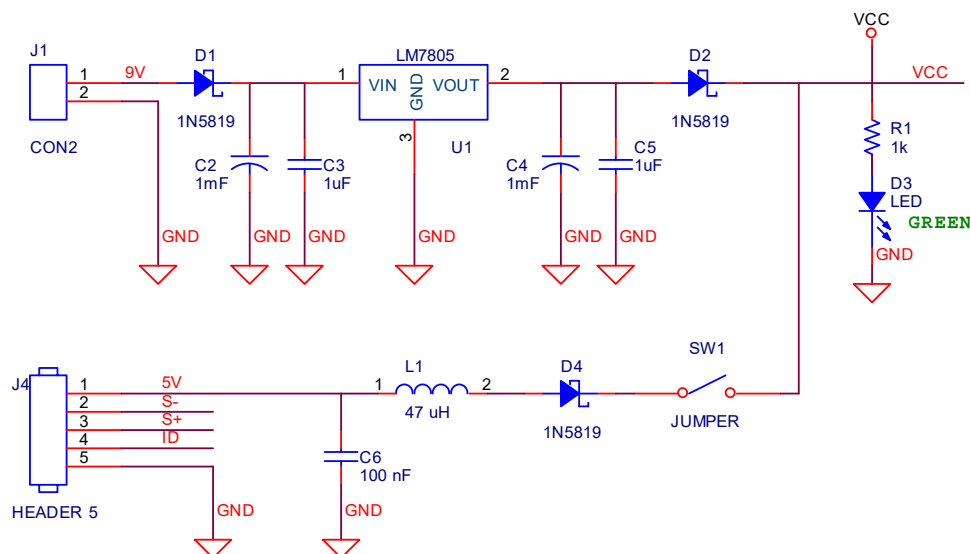 VCC
J1
D1
LM7805
D2
1
9V
1
VIN
GND
VOUT
2
VCC
2
1N5819
3
U1
1N5819
R1
1k
CON2
C2
1mF
C3
1uF
C4
1mF
C5
1uF
D3
LED
GREEN
GND
GND
GND
GND
GND
GND
GND
SW1
J4
1
5V
L1
1
2
D4
2
S-
47 uH
3
S+
1N5819
JUMPER
4
ID
5
C6
100 nF
HEADER 5
GND
GND